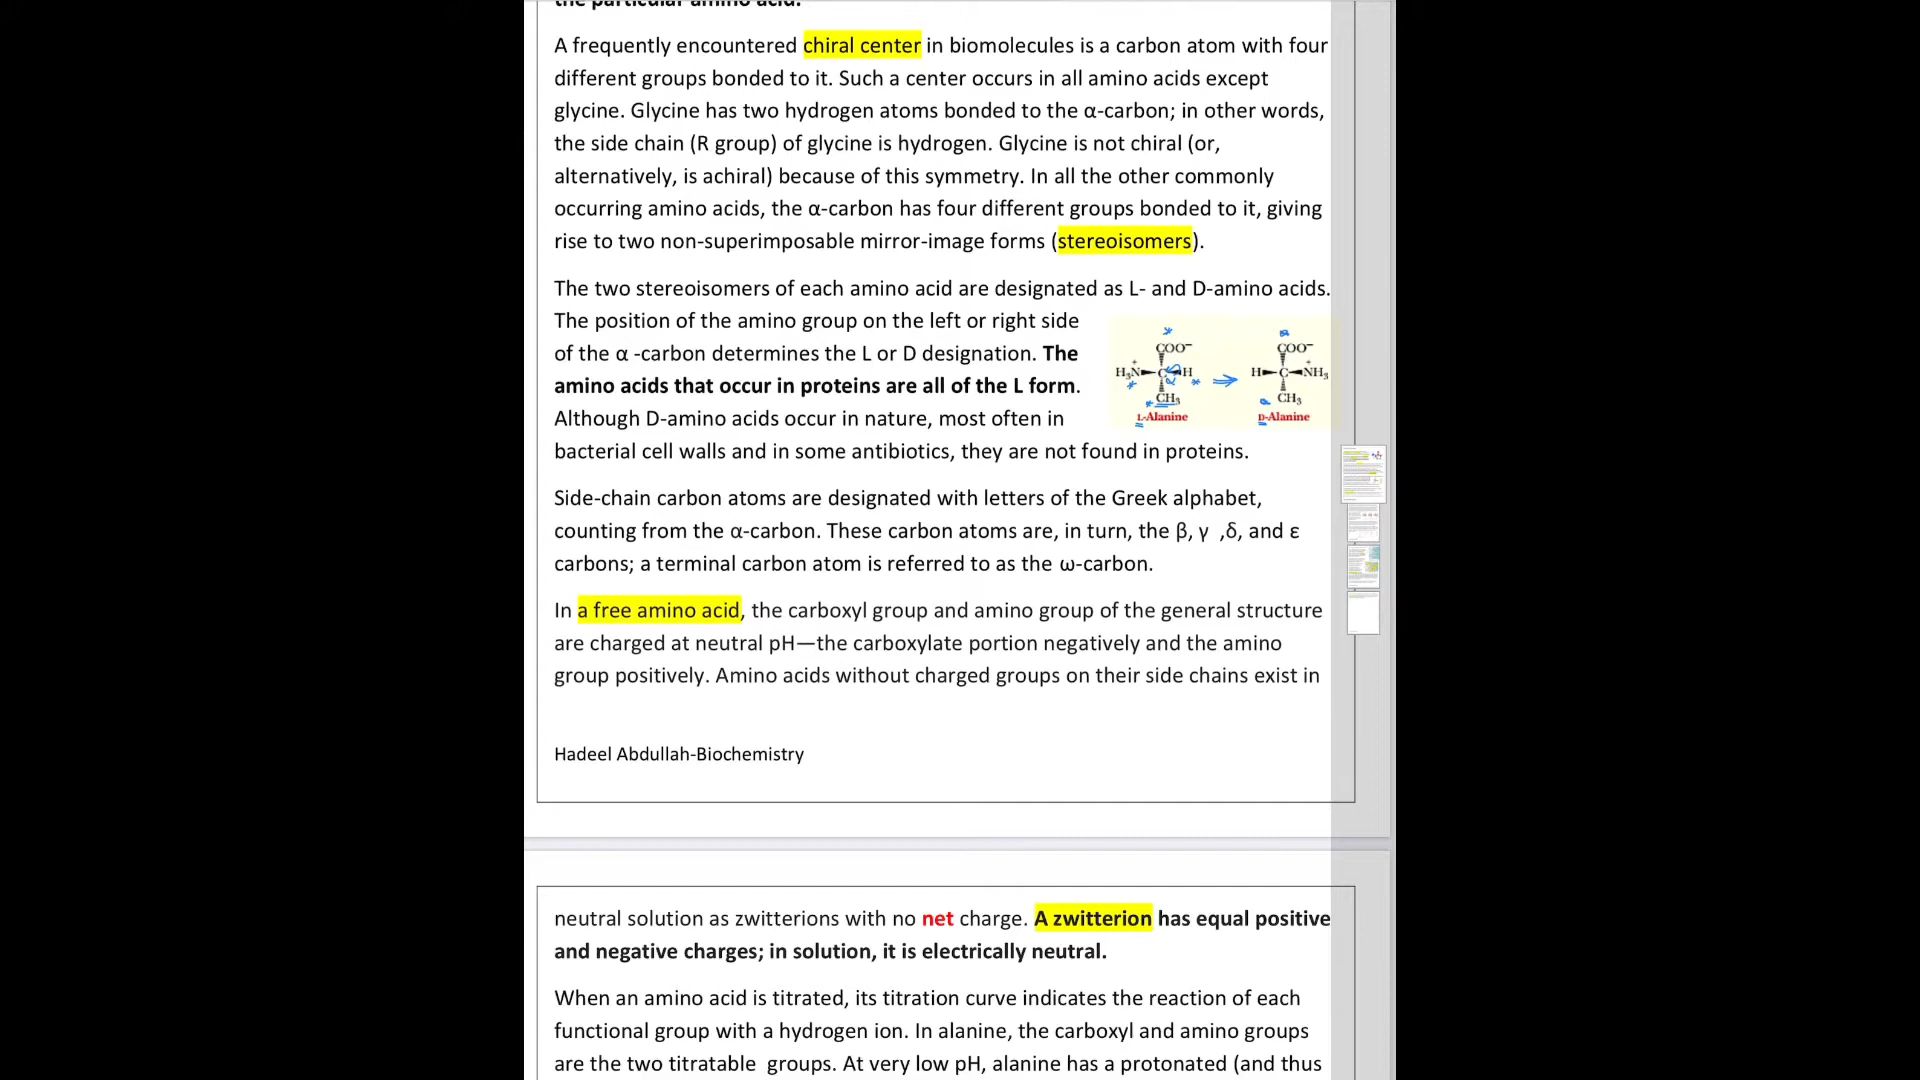 the particular amino acid.
A frequently encountered chiral center in biomolecules is a carbon atom with four
different groups bonded to it. Such a center occurs in all amino acids except
glycine. Glycine has two hydrogen atoms bonded to the α-carbon; in other words,
the side chain (R group) of glycine is hydrogen. Glycine is not chiral (or,
alternatively, is achiral) because of this symmetry. In all the other commonly
occurring amino acids, the α-carbon has four different groups bonded to it, giving
rise to two non-superimposable mirror-image forms (stereoisomers).
The two stereoisomers of each amino acid are designated as L- and D-amino acids.
The position of the amino group on the left or right side
of the α -carbon determines the L or D designation. The
amino acids that occur in proteins are all of the L form.
Although D-amino acids occur in nature, most often in
bacterial cell walls and in some antibiotics, they are not found in proteins.
COO⁻ COO⁻
H₃N⁺ C H H C NH₃⁺
CH₃ CH₃
L-Alanine D-Alanine
Side-chain carbon atoms are designated with letters of the Greek alphabet,
counting from the α-carbon. These carbon atoms are, in turn, the β, γ ,δ, and ε
carbons; a terminal carbon atom is referred to as the ω-carbon.
In a free amino acid, the carboxyl group and amino group of the general structure
are charged at neutral pH—the carboxylate portion negatively and the amino
group positively. Amino acids without charged groups on their side chains exist in
Hadeel Abdullah-Biochemistry
neutral solution as zwitterions with no net charge. A zwitterion has equal positive
and negative charges; in solution, it is electrically neutral.
When an amino acid is titrated, its titration curve indicates the reaction of each
functional group with a hydrogen ion. In alanine, the carboxyl and amino groups
are the two titratable groups. At very low pH, alanine has a protonated (and thus